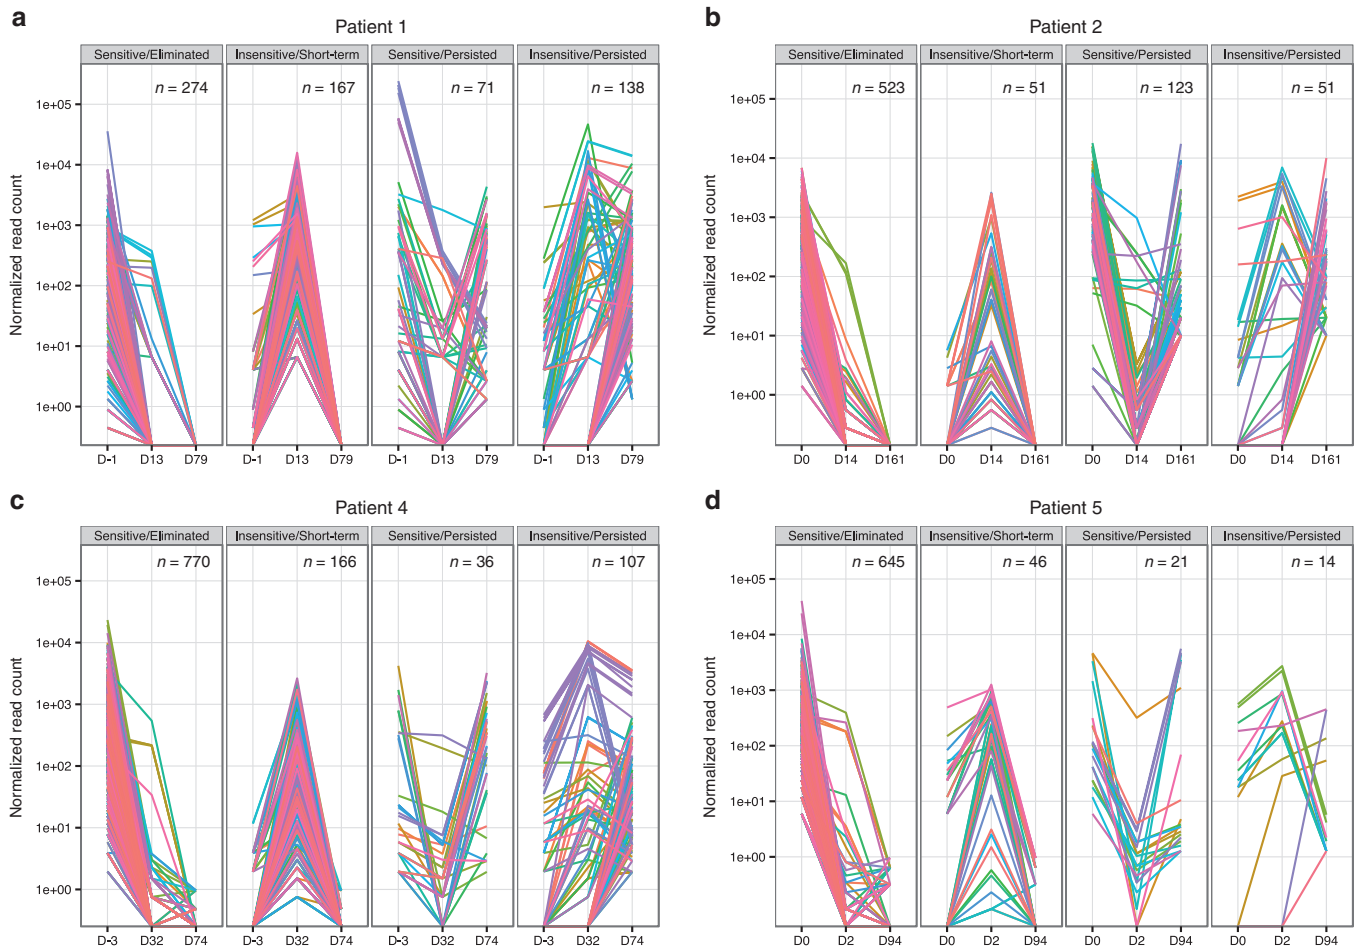 a
Patient 1
Sensitive/Eliminated Insensitive/Short-term Sensitive/Persisted Insensitive/Persisted
n = 274 n = 167 n = 71 n = 138
1e+05
1e+04
1e+03
1e+02
1e+01
1e+00
Normalized read count
D-1 D13 D79 D-1 D13 D79 D-1 D13 D79 D-1 D13 D79
b
Patient 2
Sensitive/Eliminated Insensitive/Short-term Sensitive/Persisted Insensitive/Persisted
n = 523 n = 51 n = 123 n = 51
1e+05
1e+04
1e+03
1e+02
1e+01
1e+00
Normalized read count
D0 D14 D161 D0 D14 D161 D0 D14 D161 D0 D14 D161
c
Patient 4
Sensitive/Eliminated Insensitive/Short-term Sensitive/Persisted Insensitive/Persisted
n = 770 n = 166 n = 36 n = 107
1e+05
1e+04
1e+03
1e+02
1e+01
1e+00
Normalized read count
D-3 D32 D74 D-3 D32 D74 D-3 D32 D74 D-3 D32 D74
d
Patient 5
Sensitive/Eliminated Insensitive/Short-term Sensitive/Persisted Insensitive/Persisted
n = 645 n = 46 n = 21 n = 14
1e+05
1e+04
1e+03
1e+02
1e+01
1e+00
Normalized read count
D0 D2 D94 D0 D2 D94 D0 D2 D94 D0 D2 D94